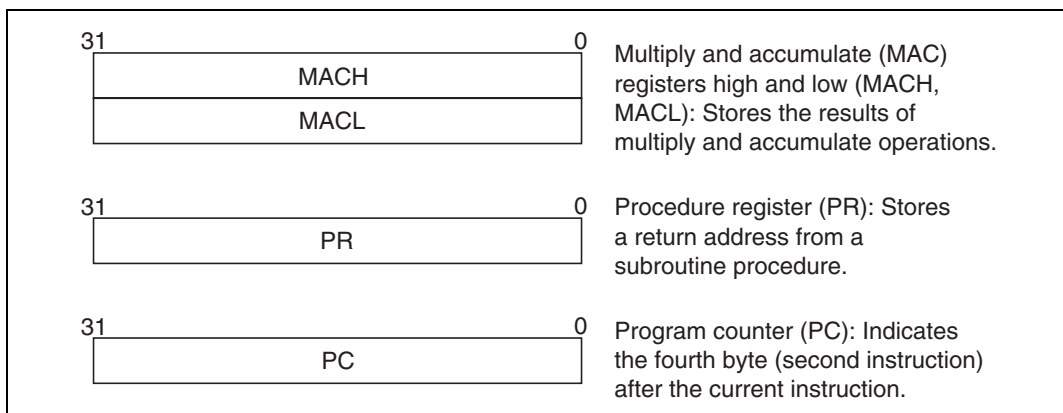 31 0
MACH
MACL
Multiply and accumulate (MAC)
registers high and low (MACH,
MACL): Stores the results of
multiply and accumulate operations.
31 0
PR
Procedure register (PR): Stores
a return address from a
subroutine procedure.
31 0
PC
Program counter (PC): Indicates
the fourth byte (second instruction)
after the current instruction.